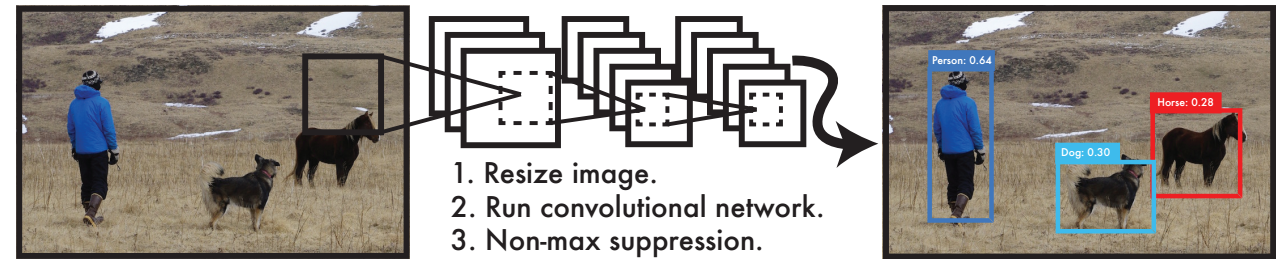 1. Resize image.
2. Run convolutional network.
3. Non-max suppression.
Person: 0.64
Horse: 0.28
Dog: 0.30